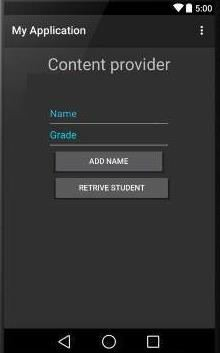 5:00
My Application
Content provider
Name
Grade
ADD NAME
RETRIVE STUDENT